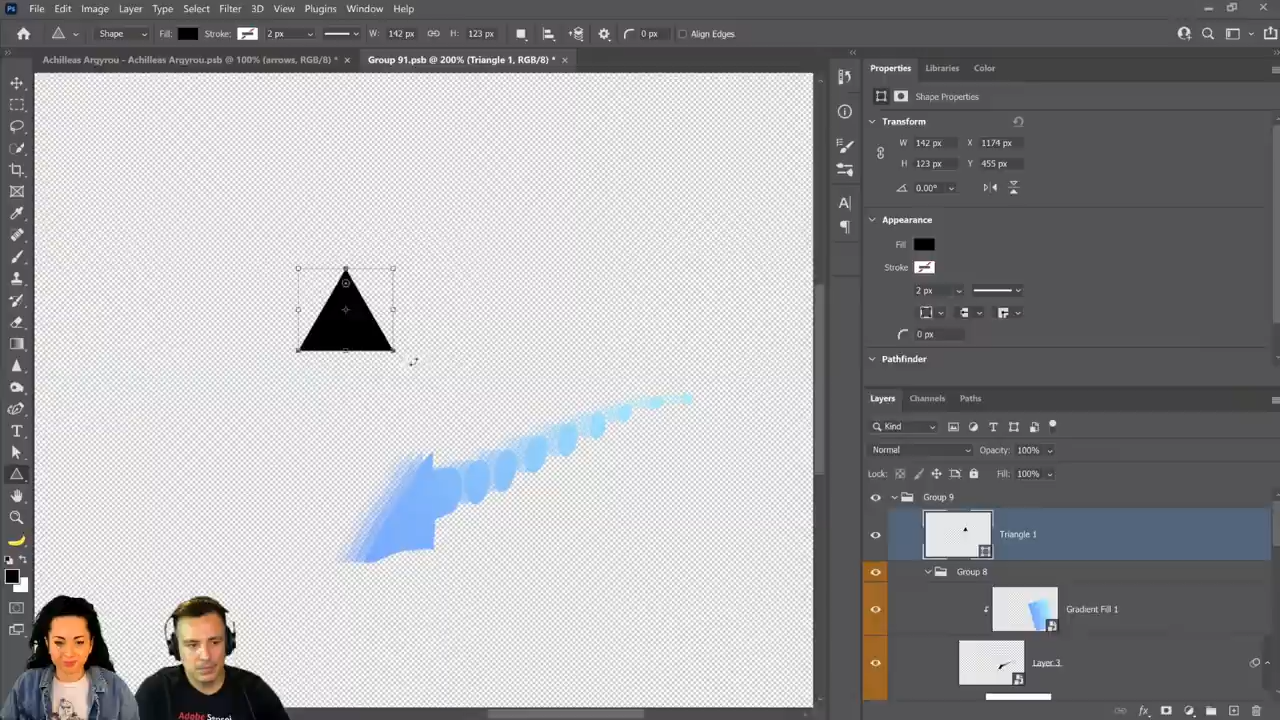 File Edit Image Layer Type Select Filter 3D View Plugins Window Help
Shape Fill: Stroke: 2 px W: 142 px H: 123 px 0 px Align Edges
Achilleas Argyrou - Achilleas Argyrou.psb @ 100% (arrows, RGB/8) * Group 91.psb @ 200% (Triangle 1, RGB/8) *
Properties Libraries Color
Shape Properties
Transform
W 142 px X 1174 px
H 123 px Y 455 px
0.00°
Appearance
Fill
Stroke
2 px
0 px
Pathfinder
Layers Channels Paths
Kind
Normal Opacity: 100%
Lock: Fill: 100%
Group 9
Triangle 1
Group 8
Gradient Fill 1
Layer 3
Adobe Sensei